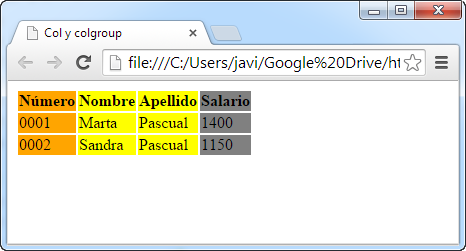 Col y colgroup
file:///C:/Users/javi/Google%20Drive/ht
Número Nombre Apellido Salario
0001 Marta Pascual 1400
0002 Sandra Pascual 1150